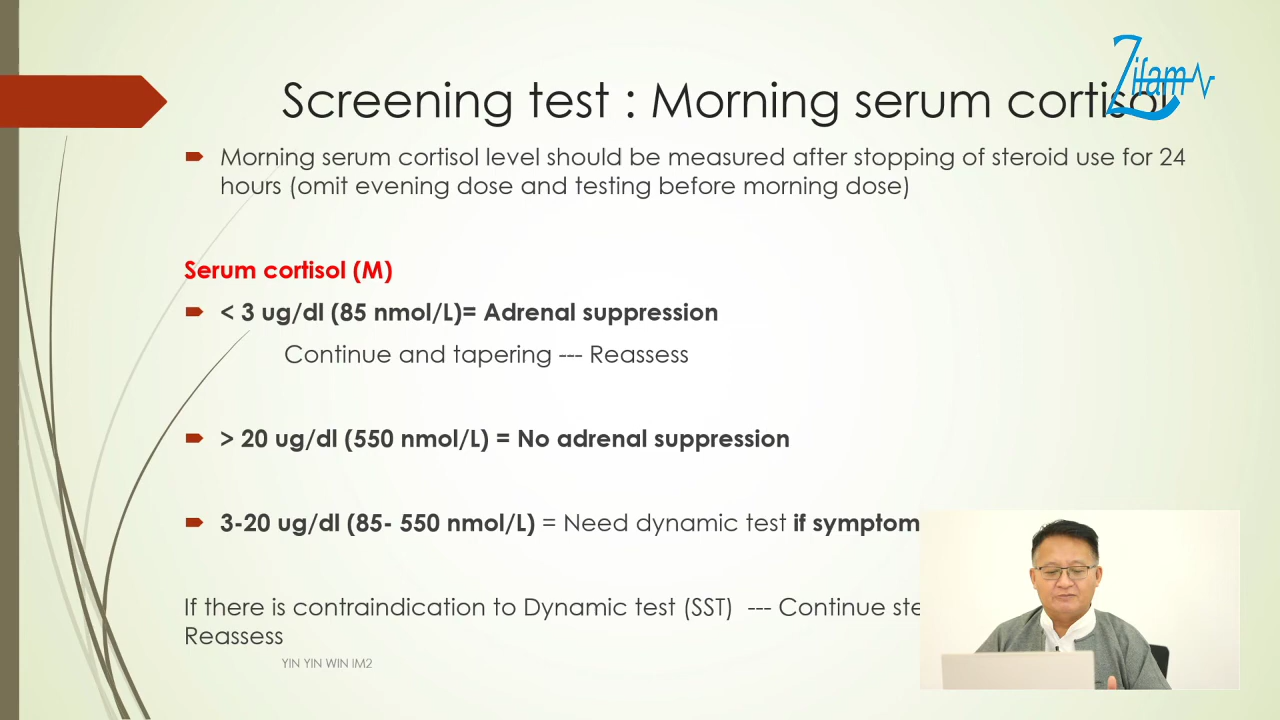 Zifam
Screening test : Morning serum cortisol
Morning serum cortisol level should be measured after stopping of steroid use for 24
hours (omit evening dose and testing before morning dose)
Serum cortisol (M)
< 3 ug/dl (85 nmol/L)= Adrenal suppression
Continue and tapering --- Reassess
> 20 ug/dl (550 nmol/L) = No adrenal suppression
3-20 ug/dl (85- 550 nmol/L) = Need dynamic test if symptom
If there is contraindication to Dynamic test (SST) --- Continue ste
Reassess
YIN YIN WIN IM2